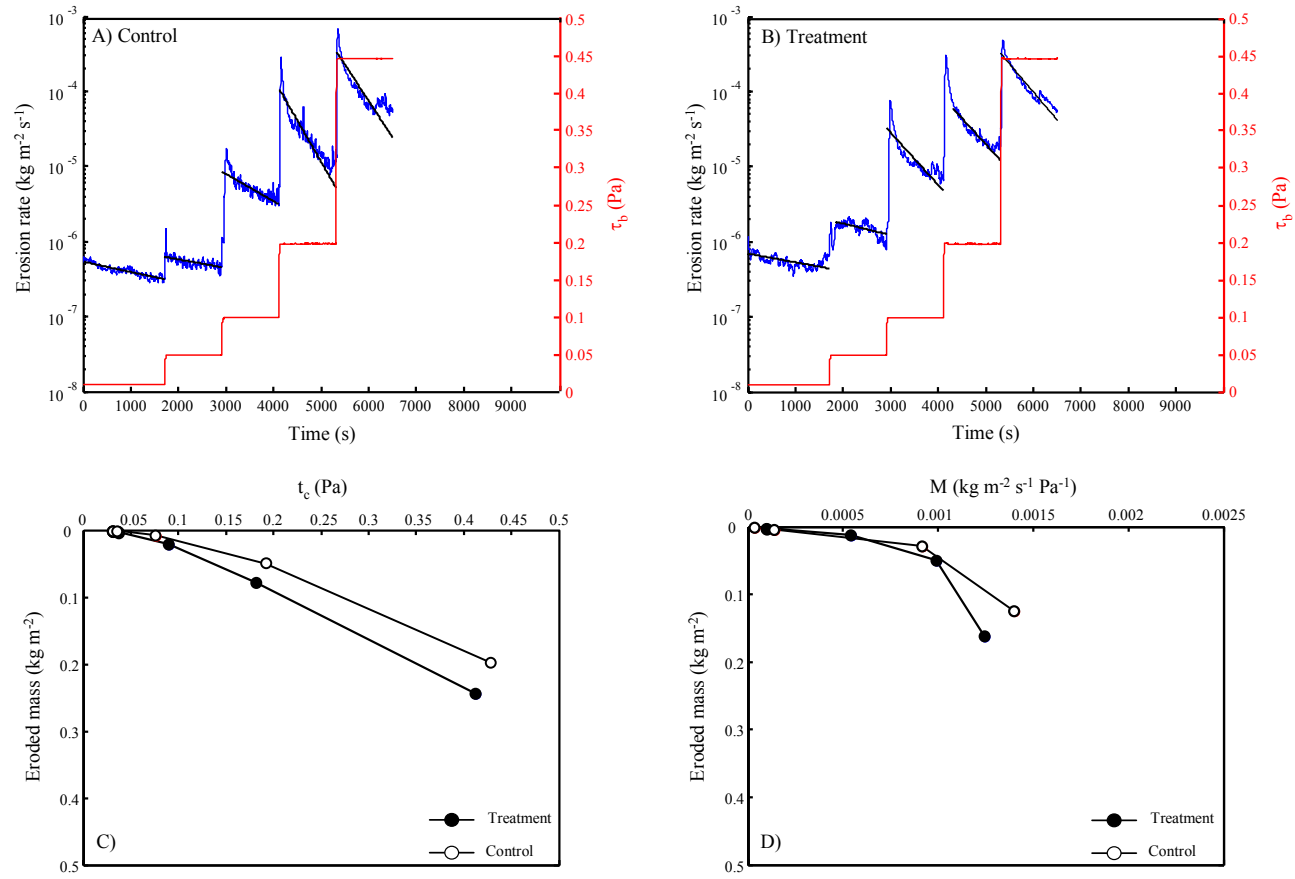 A) Control
Erosion rate (kg m⁻² s⁻¹)
10⁻³
10⁻⁴
10⁻⁵
10⁻⁶
10⁻⁷
10⁻⁸
0 1000 2000 3000 4000 5000 6000 7000 8000 9000
Time (s)
0.5
0.45
0.4
0.35
0.3
0.25
0.2
0.15
0.1
0.05
0
τ_b (Pa)
B) Treatment
Erosion rate (kg m⁻² s⁻¹)
10⁻³
10⁻⁴
10⁻⁵
10⁻⁶
10⁻⁷
10⁻⁸
0 1000 2000 3000 4000 5000 6000 7000 8000 9000
Time (s)
0.5
0.45
0.4
0.35
0.3
0.25
0.2
0.15
0.1
0.05
0
τ_b (Pa)
t_c (Pa)
0 0.05 0.1 0.15 0.2 0.25 0.3 0.35 0.4 0.45 0.5
Eroded mass (kg m⁻²)
0
0.1
0.2
0.3
0.4
0.5
Treatment
Control
C)
M (kg m⁻² s⁻¹ Pa⁻¹)
0 0.0005 0.001 0.0015 0.002 0.0025
Eroded mass (kg m⁻²)
0
0.1
0.2
0.3
0.4
0.5
Treatment
Control
D)